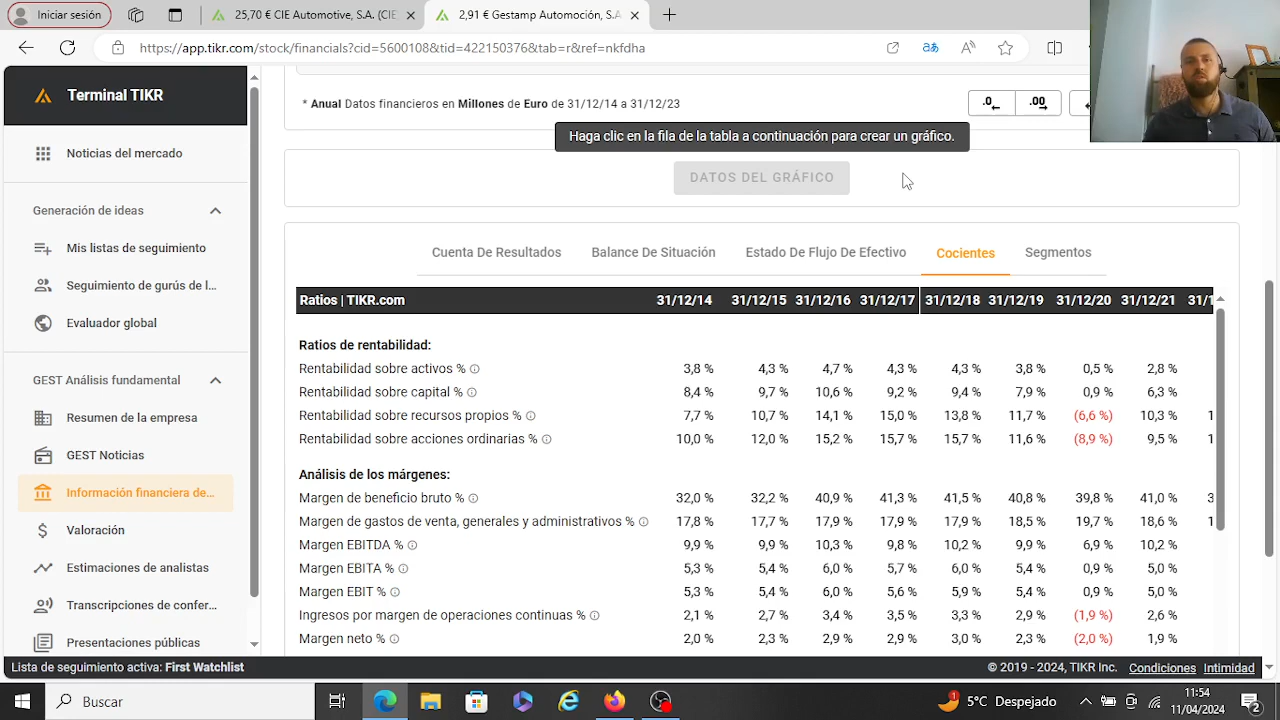 Iniciar sesión
25,70 € CIE Automotive, S.A. (CIE
2,91 € Gestamp Automoción, S.A
https://app.tikr.com/stock/financials?cid=5600108&tid=422150376&tab=r&ref=nkfdha
Terminal TIKR
Noticias del mercado
Generación de ideas
Mis listas de seguimiento
Seguimiento de gurús de l...
Evaluador global
GEST Análisis fundamental
Resumen de la empresa
GEST Noticias
Información financiera de...
Valoración
Estimaciones de analistas
Transcripciones de confer...
Presentaciones públicas
* Anual Datos financieros en Millones de Euro de 31/12/14 a 31/12/23
.0 .00
Haga clic en la fila de la tabla a continuación para crear un gráfico.
DATOS DEL GRÁFICO
Cuenta De Resultados Balance De Situación Estado De Flujo De Efectivo Cocientes Segmentos
Ratios | TIKR.com 31/12/14 31/12/15 31/12/16 31/12/17 31/12/18 31/12/19 31/12/20 31/12/21 31/1
Ratios de rentabilidad:
Rentabilidad sobre activos % 3,8 % 4,3 % 4,7 % 4,3 % 4,3 % 3,8 % 0,5 % 2,8 %
Rentabilidad sobre capital % 8,4 % 9,7 % 10,6 % 9,2 % 9,4 % 7,9 % 0,9 % 6,3 %
Rentabilidad sobre recursos propios % 7,7 % 10,7 % 14,1 % 15,0 % 13,8 % 11,7 % (6,6 %) 10,3 % 1
Rentabilidad sobre acciones ordinarias % 10,0 % 12,0 % 15,2 % 15,7 % 15,7 % 11,6 % (8,9 %) 9,5 % 1
Análisis de los márgenes:
Margen de beneficio bruto % 32,0 % 32,2 % 40,9 % 41,3 % 41,5 % 40,8 % 39,8 % 41,0 % 3
Margen de gastos de venta, generales y administrativos % 17,8 % 17,7 % 17,9 % 17,9 % 17,9 % 18,5 % 19,7 % 18,6 % 1
Margen EBITDA % 9,9 % 9,9 % 10,3 % 9,8 % 10,2 % 9,9 % 6,9 % 10,2 %
Margen EBITA % 5,3 % 5,4 % 6,0 % 5,7 % 6,0 % 5,4 % 0,9 % 5,0 %
Margen EBIT % 5,3 % 5,4 % 6,0 % 5,6 % 5,9 % 5,4 % 0,9 % 5,0 %
Ingresos por margen de operaciones continuas % 2,1 % 2,7 % 3,4 % 3,5 % 3,3 % 2,9 % (1,9 %) 2,6 %
Margen neto % 2,0 % 2,3 % 2,9 % 2,9 % 3,0 % 2,3 % (2,0 %) 1,9 %
Lista de seguimiento activa: First Watchlist
© 2019 - 2024, TIKR Inc. Condiciones Intimidad
Buscar
1
5°C Despejado
11:54
11/04/2024
2